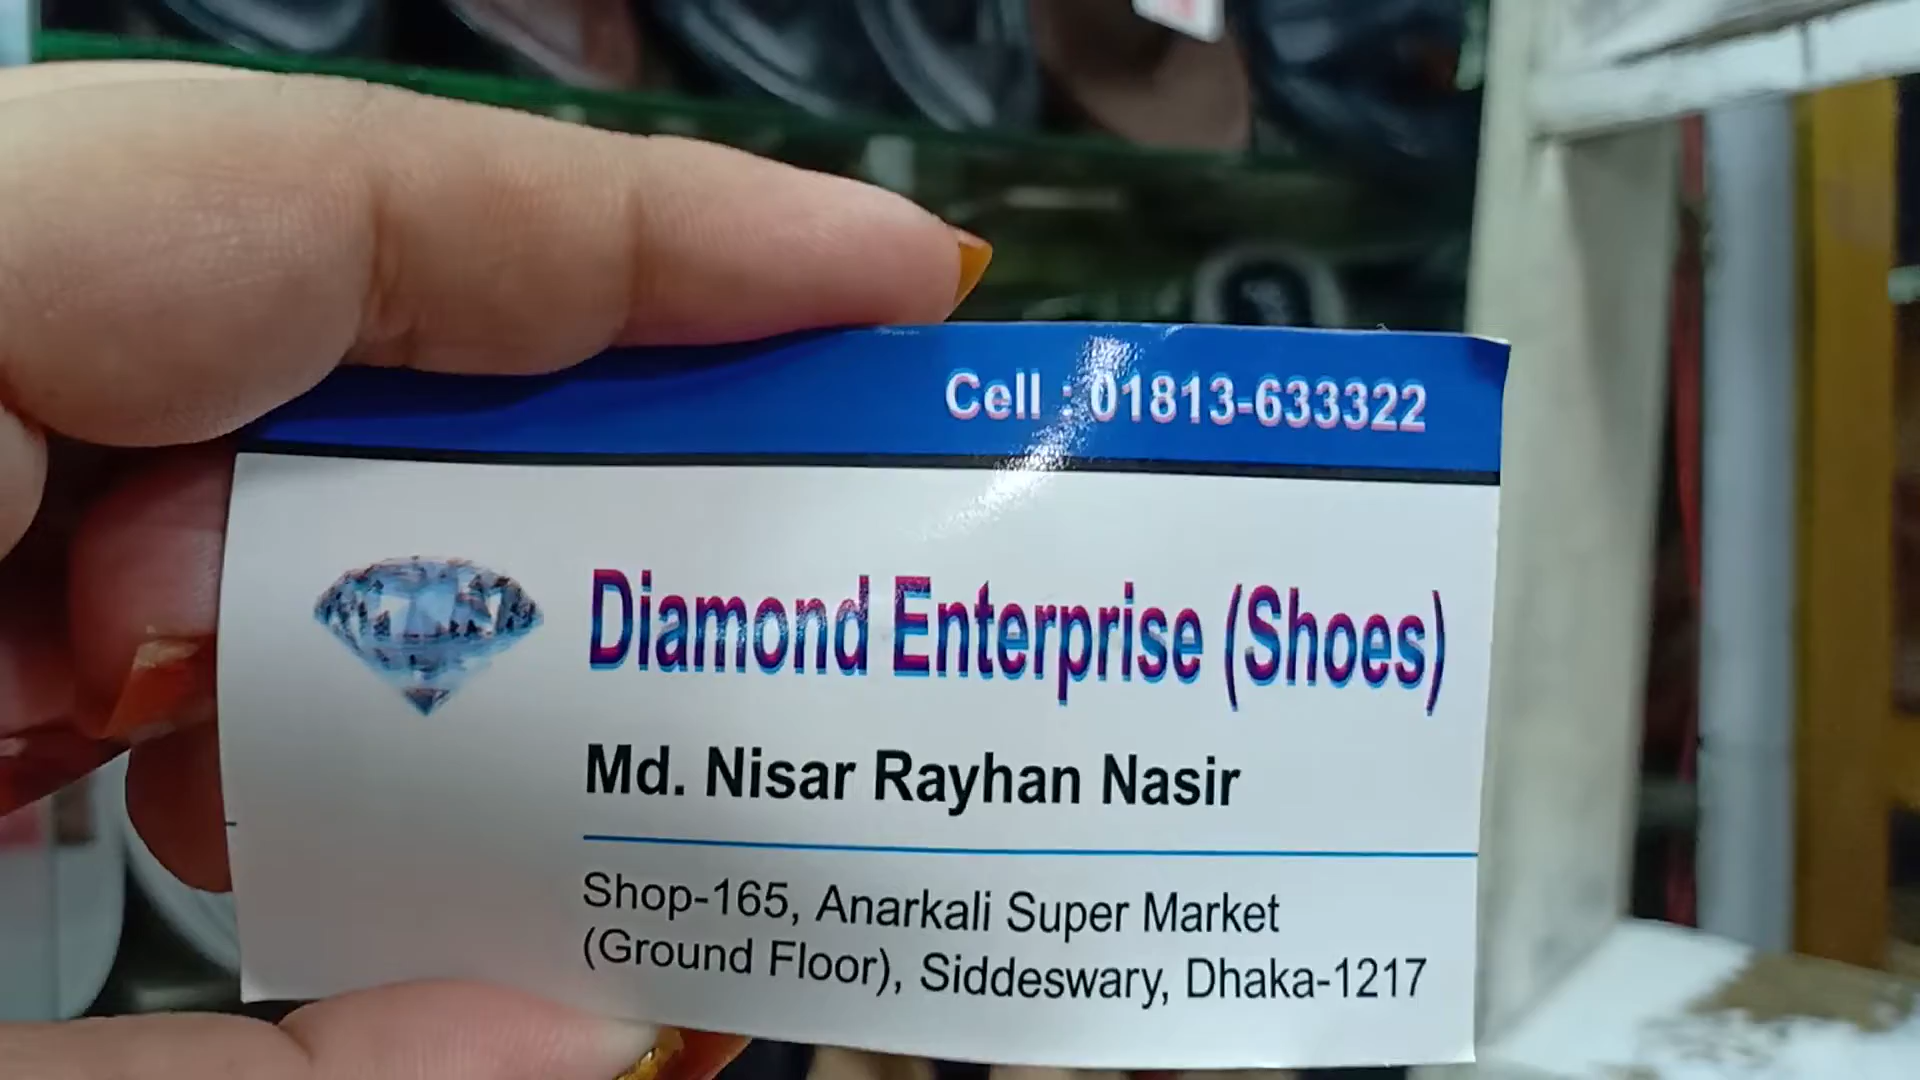 Cell : 01813-633322
Diamond Enterprise (Shoes)
Md. Nisar Rayhan Nasir
Shop-165, Anarkali Super Market
(Ground Floor), Siddeswary, Dhaka-1217